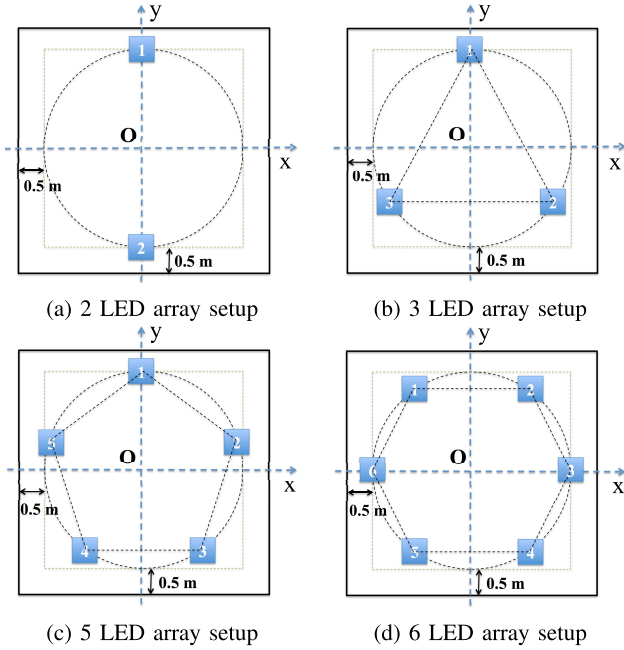 y
1
O
x
0.5 m
2
0.5 m
(a) 2 LED array setup
y
1
O
x
0.5 m
3
2
0.5 m
(b) 3 LED array setup
y
1
5
2
O
x
0.5 m
4
3
0.5 m
(c) 5 LED array setup
y
1
2
O
6
3
x
0.5 m
5
4
0.5 m
(d) 6 LED array setup